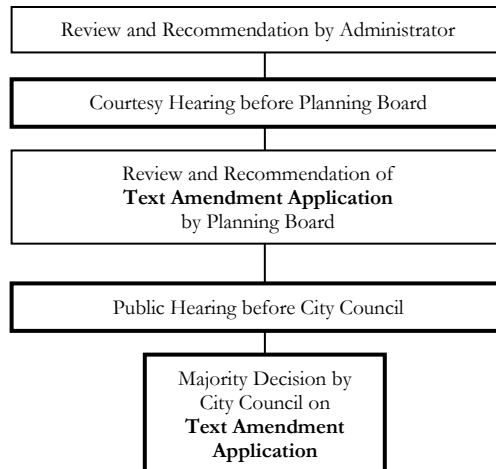 Review and Recommendation by Administrator
Courtesy Hearing before Planning Board
Review and Recommendation of
Text Amendment Application
by Planning Board
Public Hearing before City Council
Majority Decision by
City Council on
Text Amendment
Application